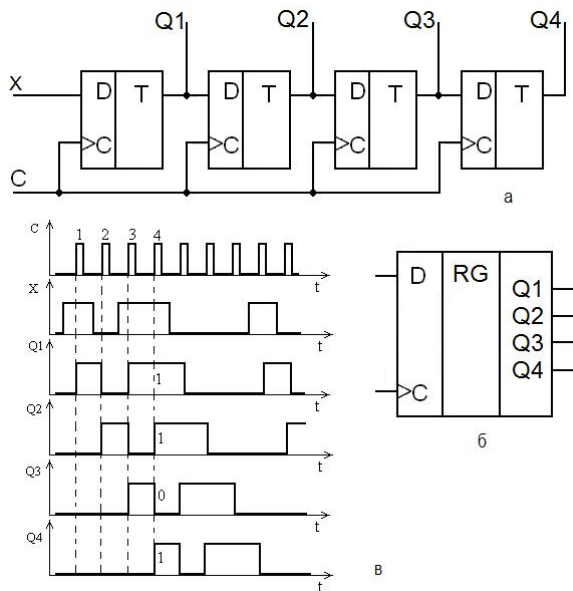 Q1 Q2 Q3 Q4
X D T D T D T D T
C C C C C
а
C 1 2 3 4 t
X t
Q1 1 t
Q2 1 t
Q3 0 t
Q4 1 t
D RG Q1
Q2
Q3
C Q4
б
в